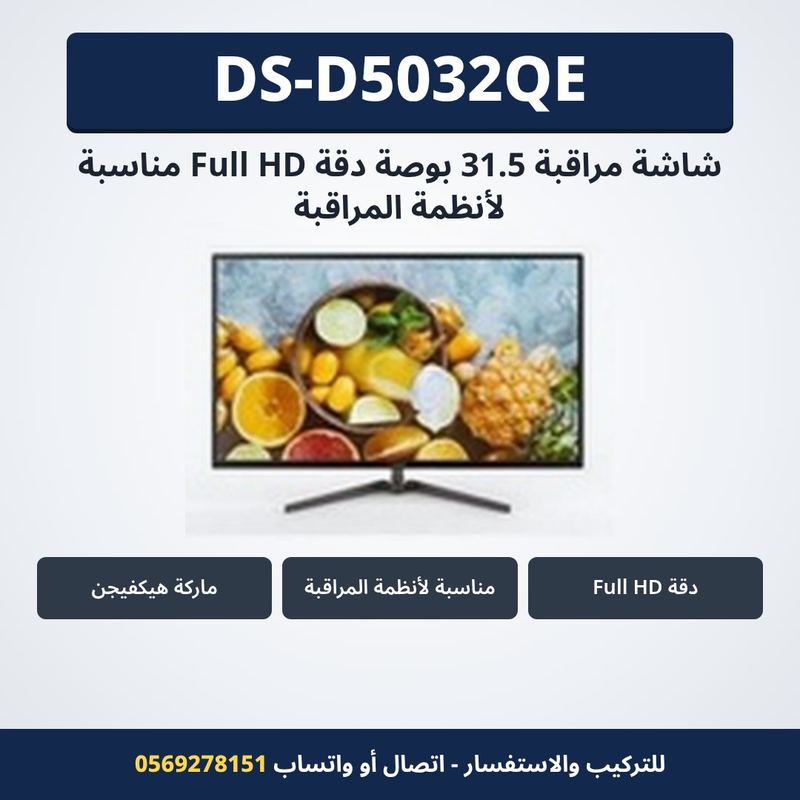 DS-D5032QE
شاشة مراقبة 31.5 بوصة دقة Full HD مناسبة
لأنظمة المراقبة
دقة Full HD
مناسبة لأنظمة المراقبة
ماركة هيكفيجن
للتركيب والاستفسار - اتصال أو واتساب 0569278151